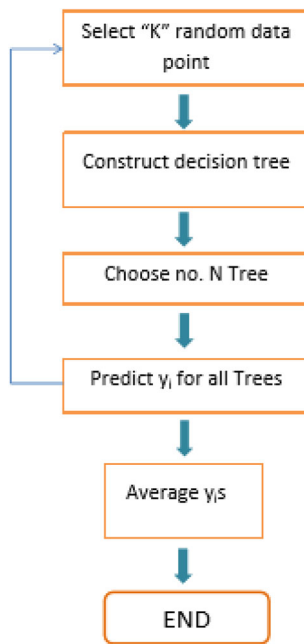 Select “K” random data
point
Construct decision tree
Choose no. N Tree
Predict yᵢ for all Trees
Average yᵢs
END